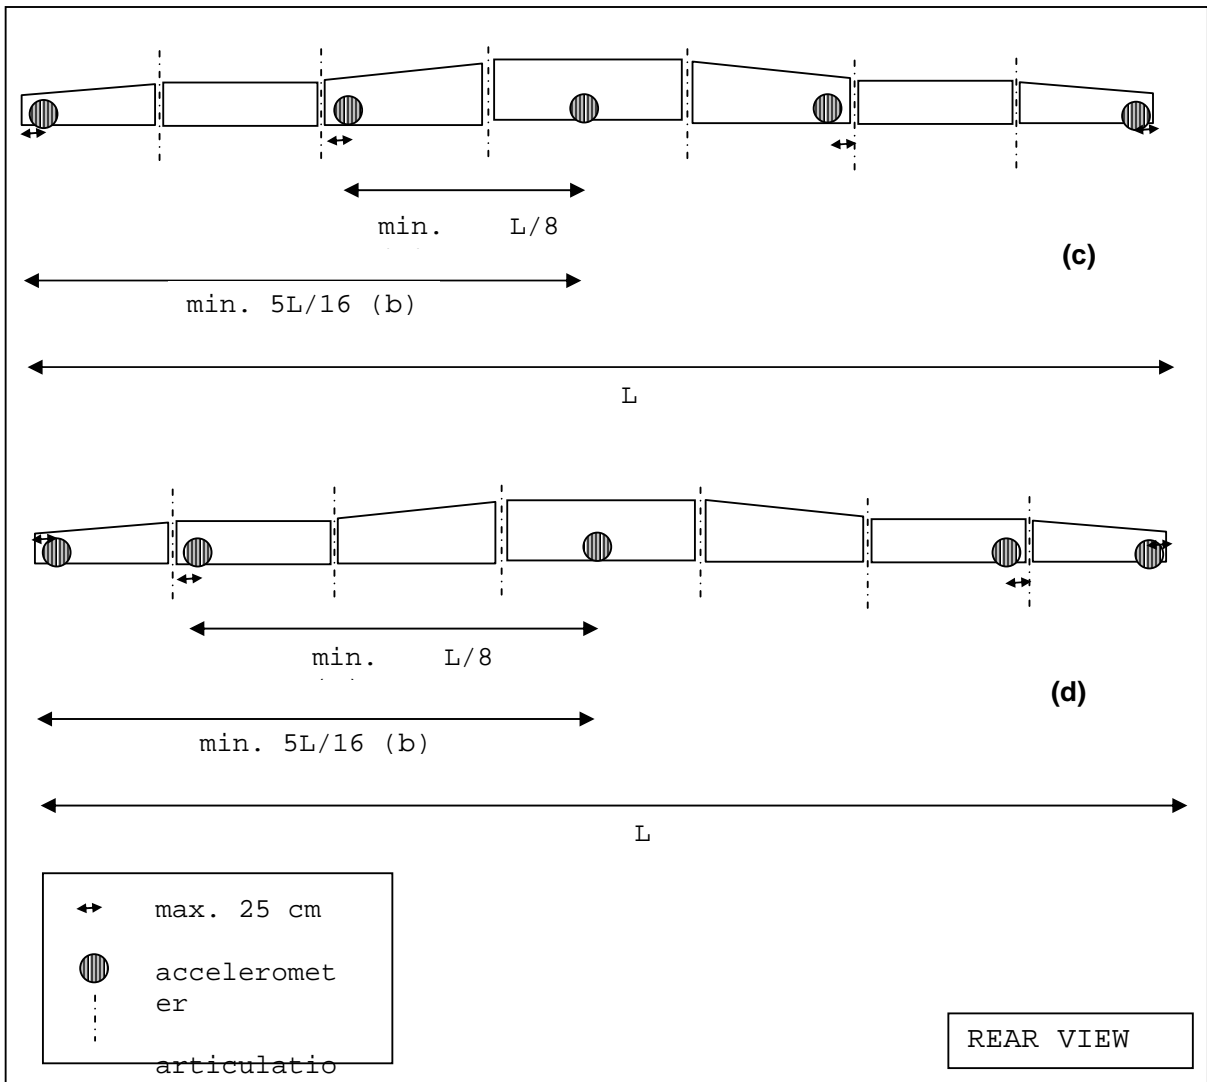 min. L/8
(c)
min. 5L/16 (b)
L
min. L/8
(d)
min. 5L/16 (b)
L
max. 25 cm
acceleromet
er
articulatio
REAR VIEW